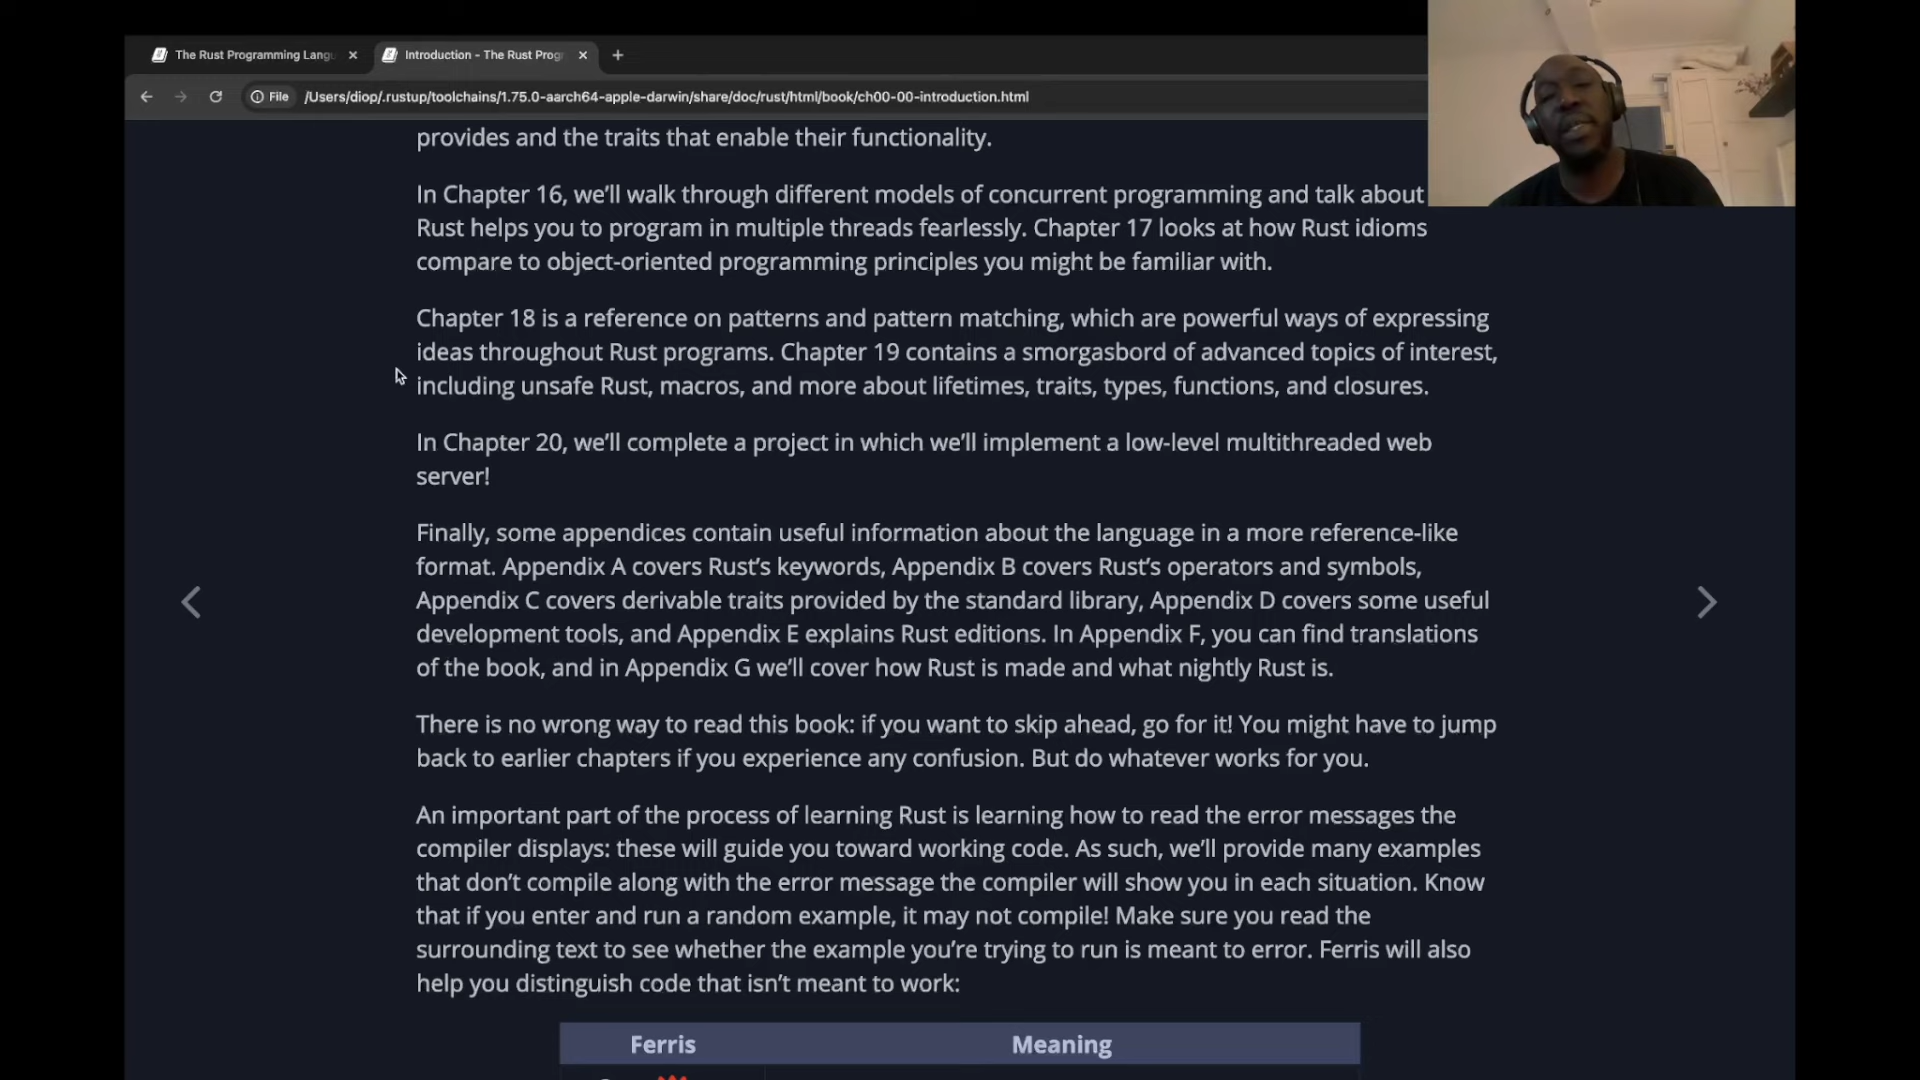 The Rust Programming Langu
Introduction - The Rust Prog
File
/Users/diop/.rustup/toolchains/1.75.0-aarch64-apple-darwin/share/doc/rust/html/book/ch00-00-introduction.html
provides and the traits that enable their functionality.
In Chapter 16, we’ll walk through different models of concurrent programming and talk about
Rust helps you to program in multiple threads fearlessly. Chapter 17 looks at how Rust idioms
compare to object-oriented programming principles you might be familiar with.
Chapter 18 is a reference on patterns and pattern matching, which are powerful ways of expressing
ideas throughout Rust programs. Chapter 19 contains a smorgasbord of advanced topics of interest,
including unsafe Rust, macros, and more about lifetimes, traits, types, functions, and closures.
In Chapter 20, we’ll complete a project in which we’ll implement a low-level multithreaded web
server!
Finally, some appendices contain useful information about the language in a more reference-like
format. Appendix A covers Rust’s keywords, Appendix B covers Rust’s operators and symbols,
Appendix C covers derivable traits provided by the standard library, Appendix D covers some useful
development tools, and Appendix E explains Rust editions. In Appendix F, you can find translations
of the book, and in Appendix G we’ll cover how Rust is made and what nightly Rust is.
There is no wrong way to read this book: if you want to skip ahead, go for it! You might have to jump
back to earlier chapters if you experience any confusion. But do whatever works for you.
An important part of the process of learning Rust is learning how to read the error messages the
compiler displays: these will guide you toward working code. As such, we’ll provide many examples
that don’t compile along with the error message the compiler will show you in each situation. Know
that if you enter and run a random example, it may not compile! Make sure you read the
surrounding text to see whether the example you’re trying to run is meant to error. Ferris will also
help you distinguish code that isn’t meant to work:
Ferris Meaning